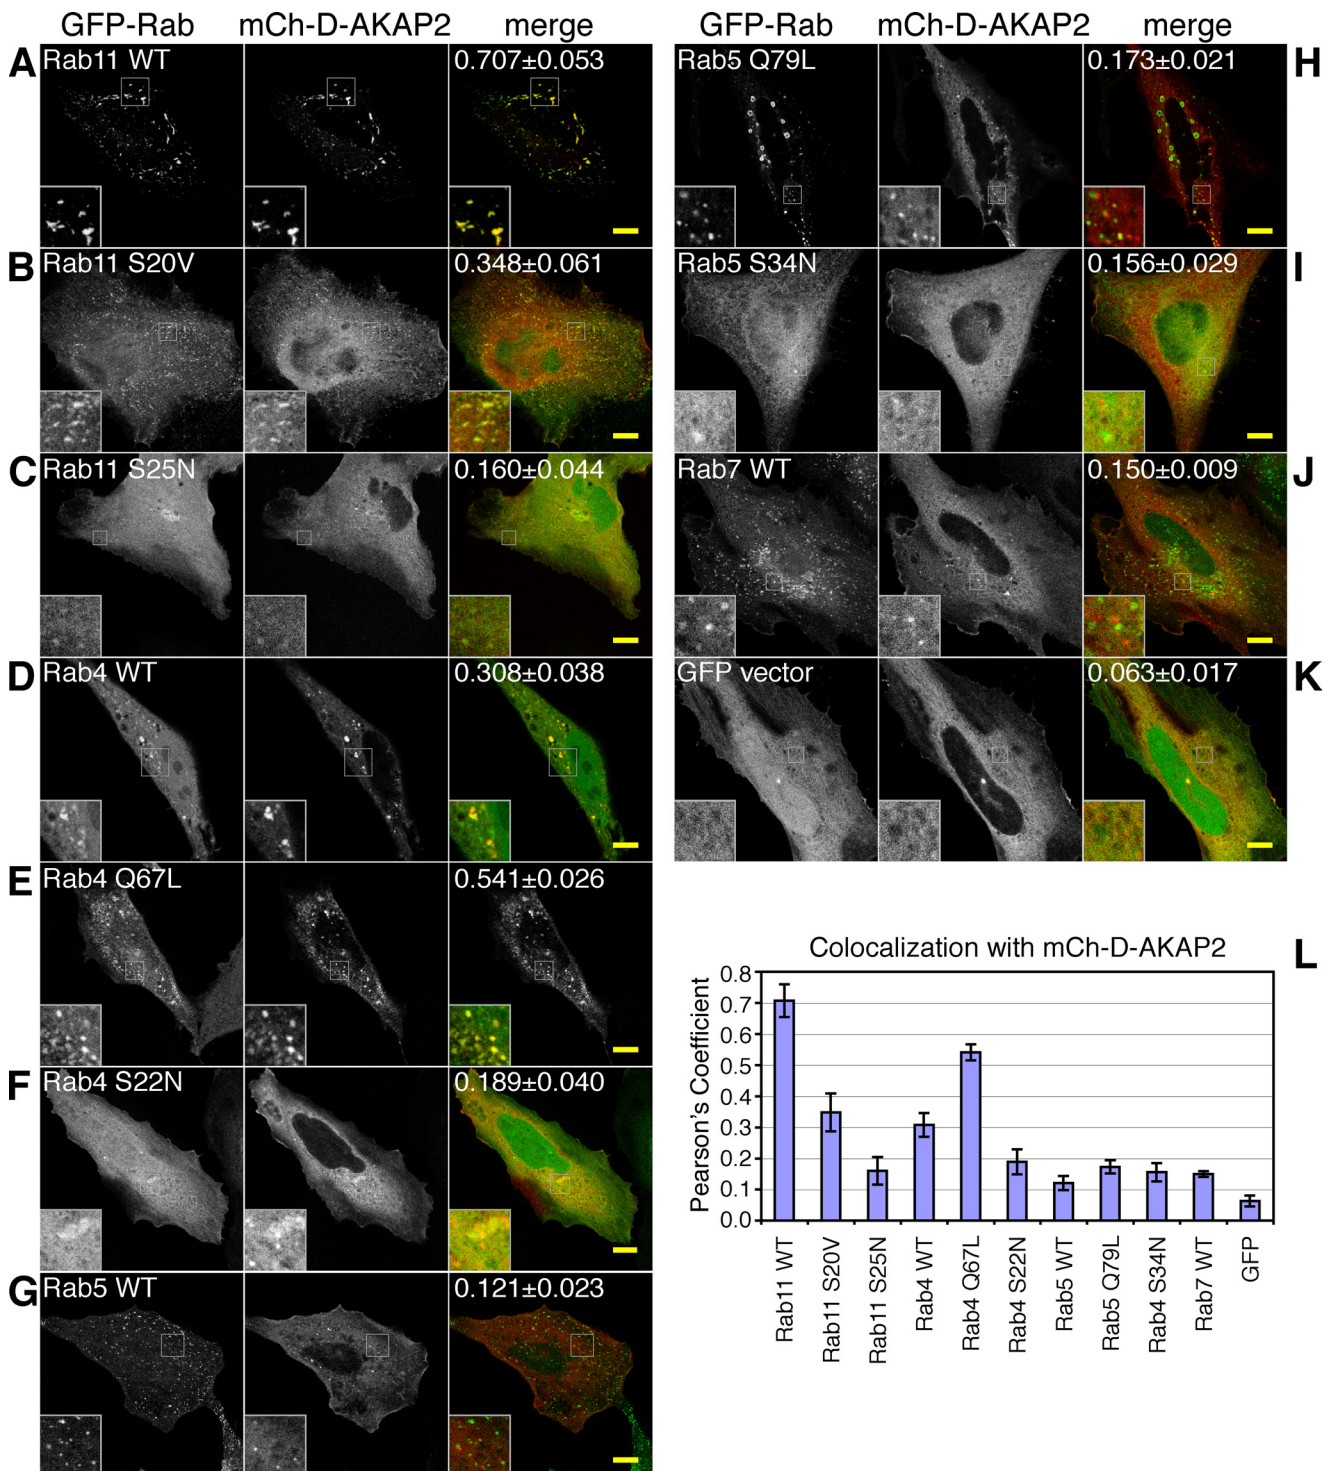 GFP-Rab mCh-D-AKAP2 merge
A Rab11 WT 0.707±0.053
B Rab11 S20V 0.348±0.061
C Rab11 S25N 0.160±0.044
D Rab4 WT 0.308±0.038
E Rab4 Q67L 0.541±0.026
F Rab4 S22N 0.189±0.040
G Rab5 WT 0.121±0.023
GFP-Rab mCh-D-AKAP2 merge
Rab5 Q79L 0.173±0.021 H
Rab5 S34N 0.156±0.029 I
Rab7 WT 0.150±0.009 J
GFP vector 0.063±0.017 K
Colocalization with mCh-D-AKAP2 L
Pearson's Coefficient
0.8
0.7
0.6
0.5
0.4
0.3
0.2
0.1
0.0
Rab11 WT
Rab11 S20V
Rab11 S25N
Rab4 WT
Rab4 Q67L
Rab4 S22N
Rab5 WT
Rab5 Q79L
Rab4 S34N
Rab7 WT
GFP